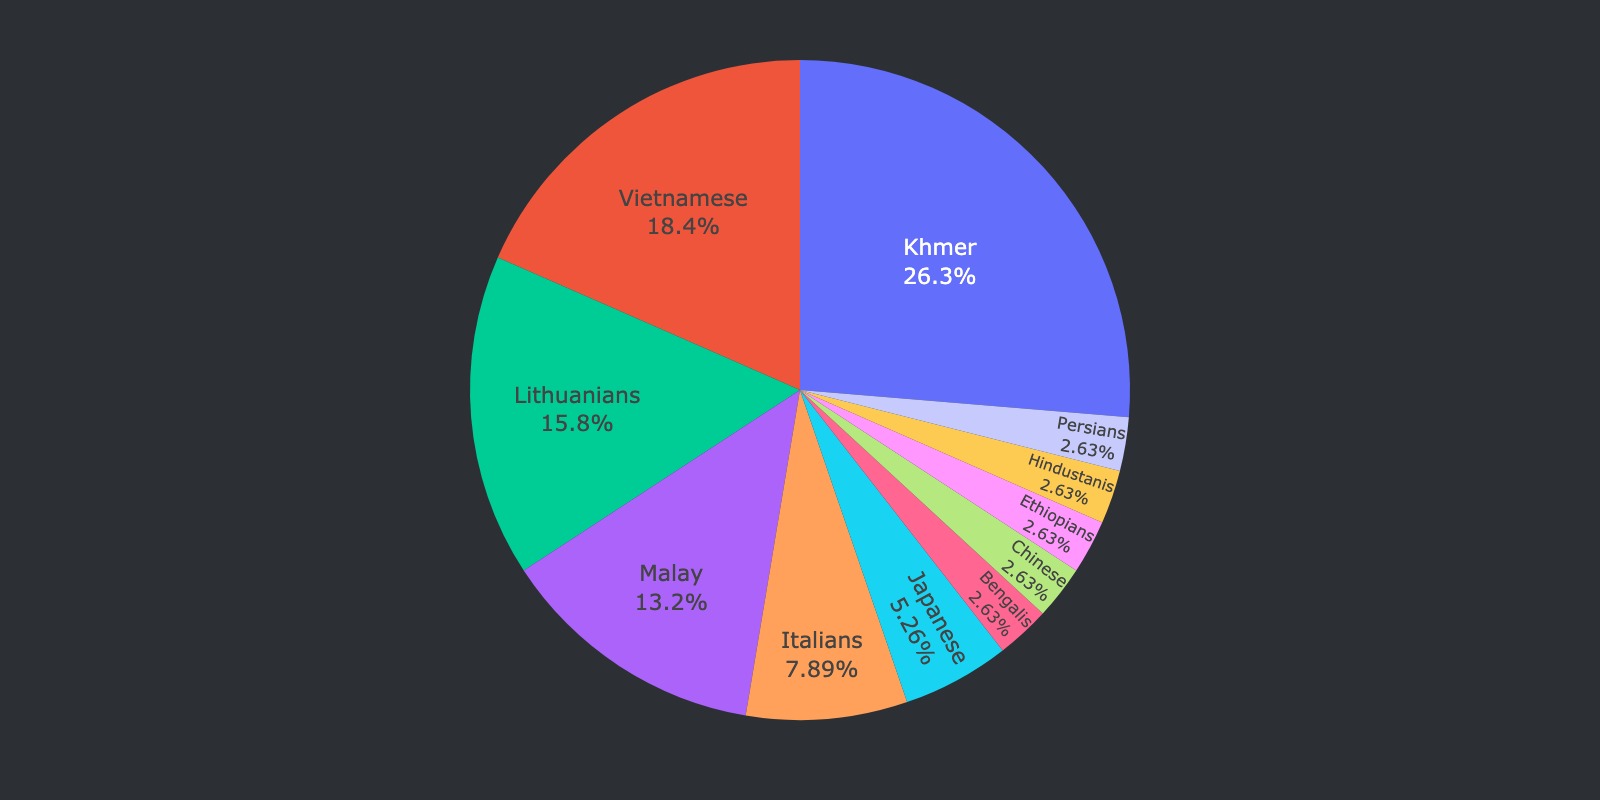 Khmer
26.3%
Vietnamese
18.4%
Lithuanians
15.8%
Malay
13.2%
Italians
7.89%
Japanese
5.26%
Bengalis
2.63%
Chinese
2.63%
Ethiopians
2.63%
Hindustanis
2.63%
Persians
2.63%